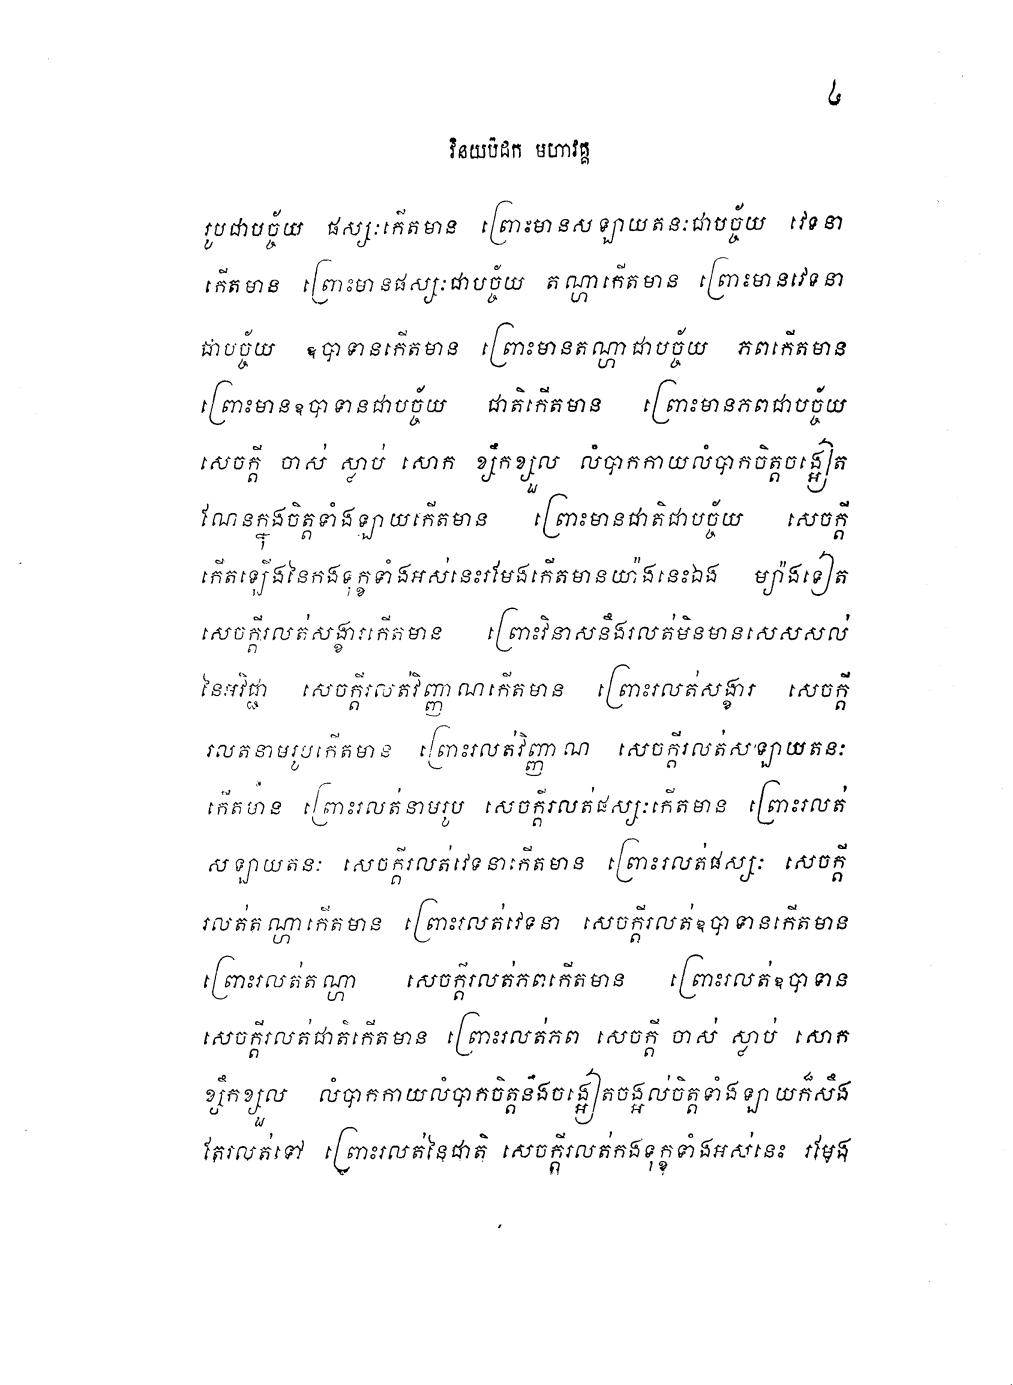 ៤
វិនយបិដក មហាវគ្គ
រូបជាបច្ច័យ ផស្សៈកើតមាន ព្រោះមានសឡាយតនៈជាបច្ច័យ វេទនា
កើតមាន ព្រោះមានផស្សៈជាបច្ច័យ តណ្ហាកើតមាន ព្រោះមានវេទនា
ជាបច្ច័យ ឧបាទានកើតមាន ព្រោះមានតណ្ហាជាបច្ច័យ ភពកើតមាន
ព្រោះមានឧបាទានជាបច្ច័យ ជាតិកើតមាន ព្រោះមានភពជាបច្ច័យ
សេចក្តី ចាស់ ស្លាប់ សោក ខ្សឹកខ្សួល លំបាកកាយលំបាកចិត្តចង្អៀត
ណែនក្នុងចិត្តទាំងឡាយកើតមាន ព្រោះមានជាតិជាបច្ច័យ សេចក្តី
កើតឡើងនៃកងទុក្ខទាំងអស់នេះរមែងកើតមានយ៉ាងនេះឯង ម្យ៉ាងទៀត
សេចក្តីរលត់សង្ខារកើតមាន ព្រោះវិនាសនឹងរលត់មិនមានសេសសល់
នៃអវិជ្ជា សេចក្តីរលត់វិញ្ញាណកើតមាន ព្រោះរលត់សង្ខារ សេចក្តី
រលតនាមរូបកើតមាន ព្រោះរលត់វិញ្ញាណ សេចក្តីរលត់សឡាយតនៈ
កើតមាន ព្រោះរលត់នាមរូប សេចក្តីរលត់ផស្សៈកើតមាន ព្រោះរលត់
សឡាយតនៈ សេចក្តីរលត់វេទនាកើតមាន ព្រោះរលត់ផស្សៈ សេចក្តី
រលត់តណ្ហាកើតមាន ព្រោះរលត់វេទនា សេចក្តីរលត់ឧបាទានកើតមាន
ព្រោះរលត់តណ្ហា សេចក្តីរលត់ភពកើតមាន ព្រោះរលត់ឧបាទាន
សេចក្តីរលត់ជាតិកើតមាន ព្រោះរលត់ភព សេចក្តី ចាស់ ស្លាប់ សោក
ខ្សឹកខ្សួល លំបាកកាយលំបាកចិត្តនឹងចង្អៀតចង្អល់ចិត្តទាំងឡាយក៏សឹង
តែរលត់ទៅ ព្រោះរលត់នៃជាតិ សេចក្តីរលត់កងទុក្ខទាំងអស់នេះ រមែង